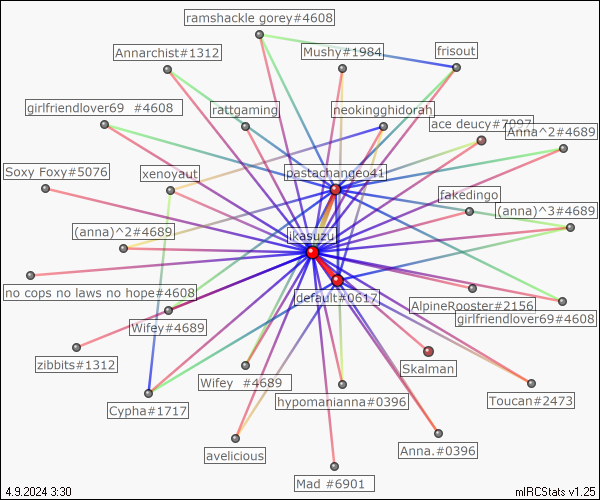 ramshackle gorey#4608
Annarchist#1312
Mushy#1984
frisout
girlfriendlover69  #4608
rattgaming
neokingghidorah
ace deucy#7997
Anna^2#4689
Soxy Foxy#5076
xenoyaut
pastachangeo41
fakedingo
(anna)^3#4689
(anna)^2#4689
ikasuzu
no cops no laws no hope#4608
default#0617
AlpineRooster#2156
girlfriendlover69#4608
Wifey#4689
zibbits#1312
Skalman
Wifey  #4689
hypomanianna#0396
Toucan#2473
Cypha#1717
avelicious
Anna.#0396
Mad #6901
4.9.2024 3:30
mIRCStats v1.25